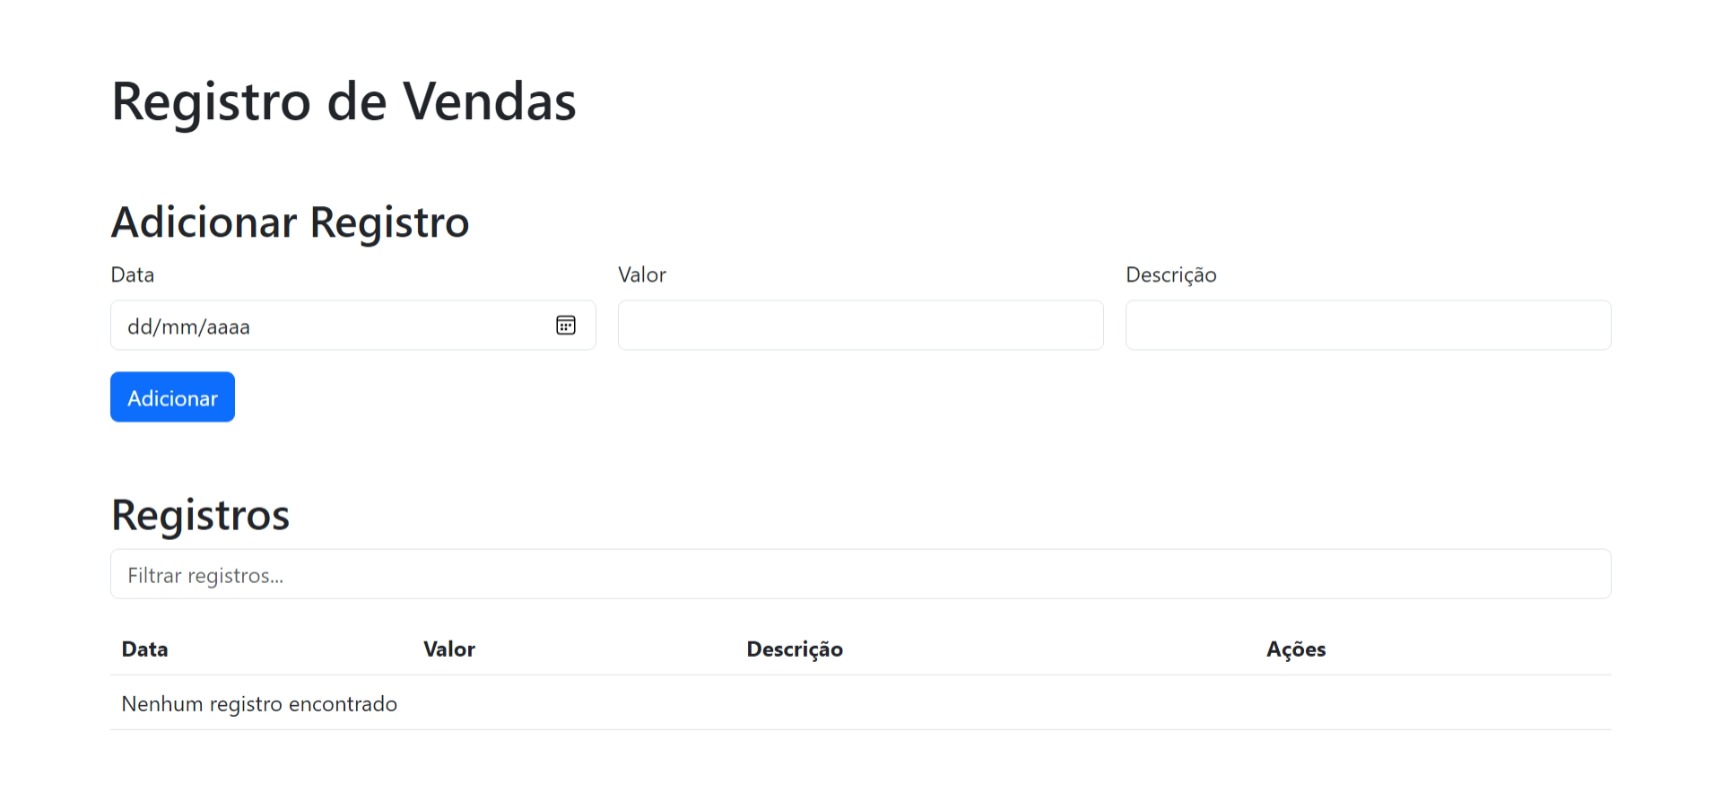 Registro de Vendas
Adicionar Registro
Data Valor Descrição
dd/mm/aaaa
Adicionar
Registros
Filtrar registros...
Data Valor Descrição Ações
Nenhum registro encontrado